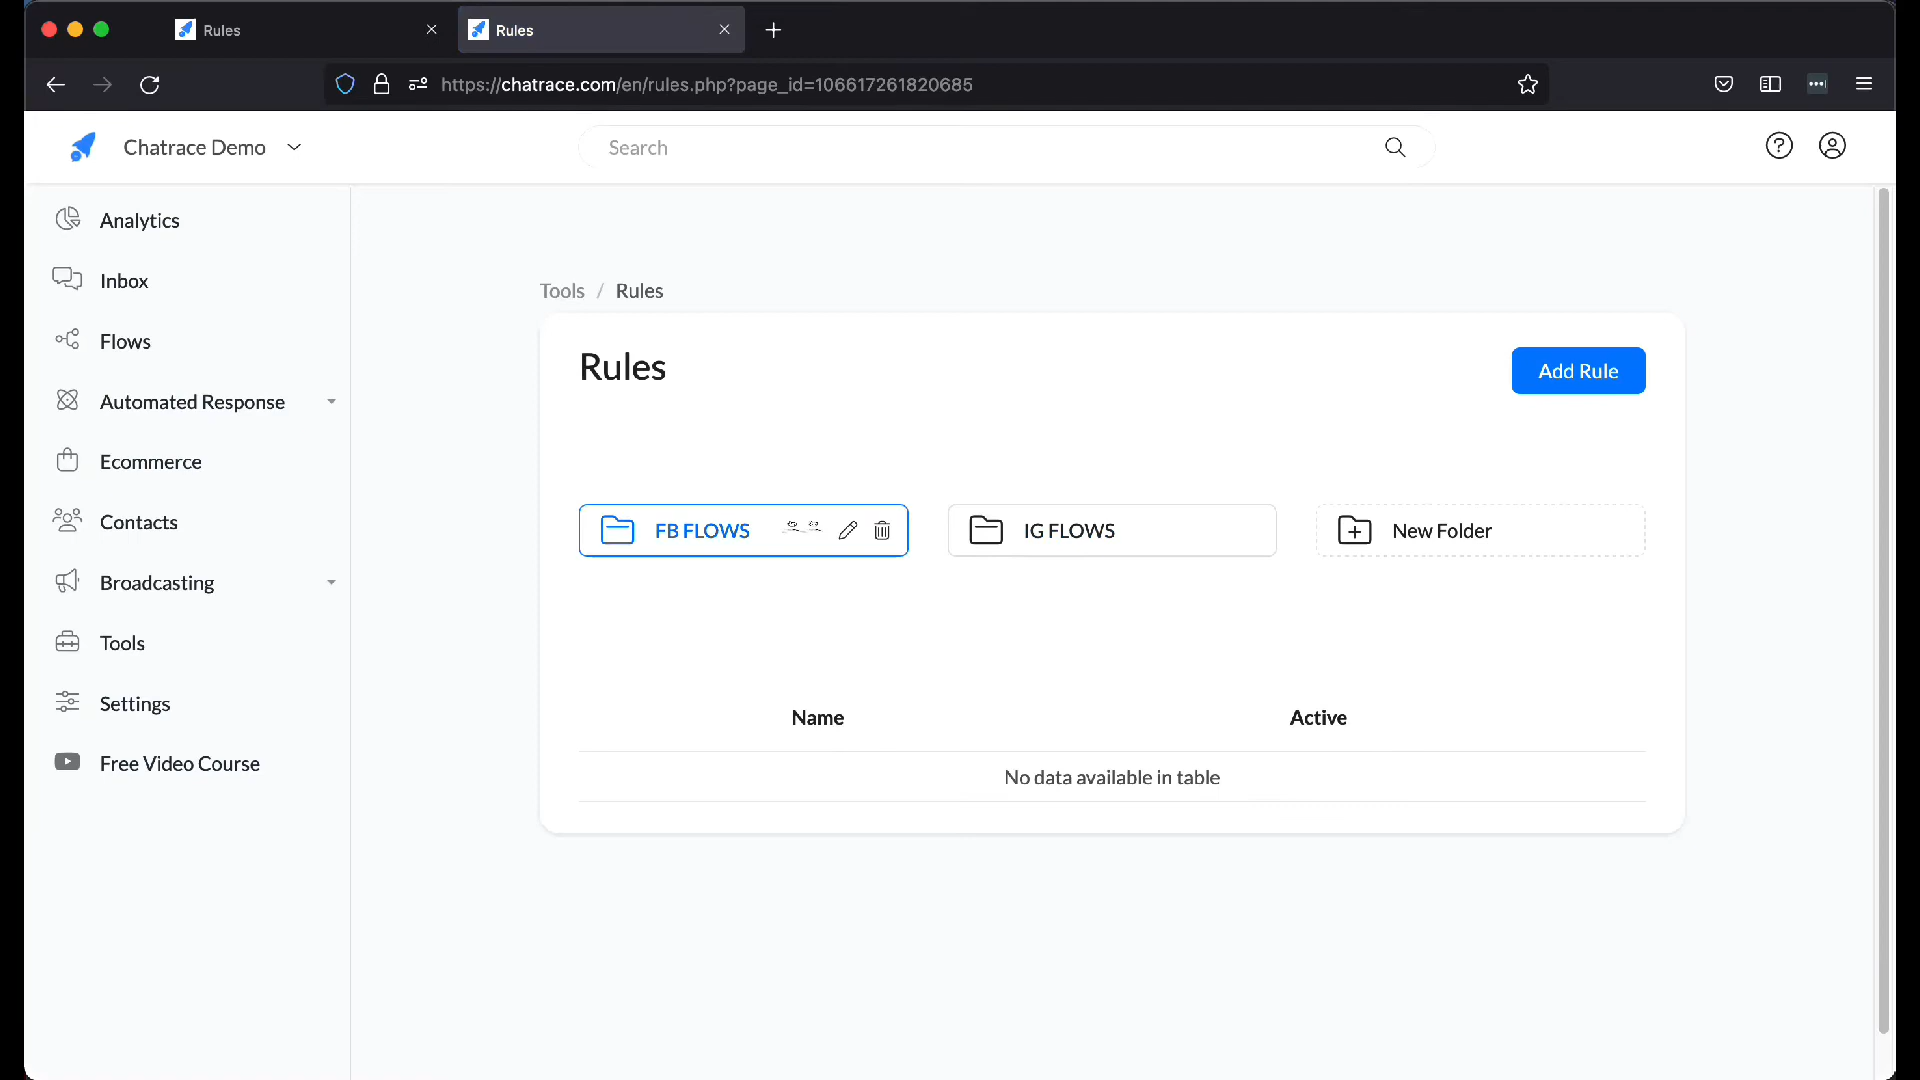 Rules
Rules
https://chatrace.com/en/rules.php?page_id=106617261820685
Chatrace Demo
Search
Analytics
Inbox
Flows
Automated Response
Ecommerce
Contacts
Broadcasting
Tools
Settings
Free Video Course
Tools / Rules
Rules
Add Rule
FB FLOWS
IG FLOWS
New Folder
Name Active
No data available in table